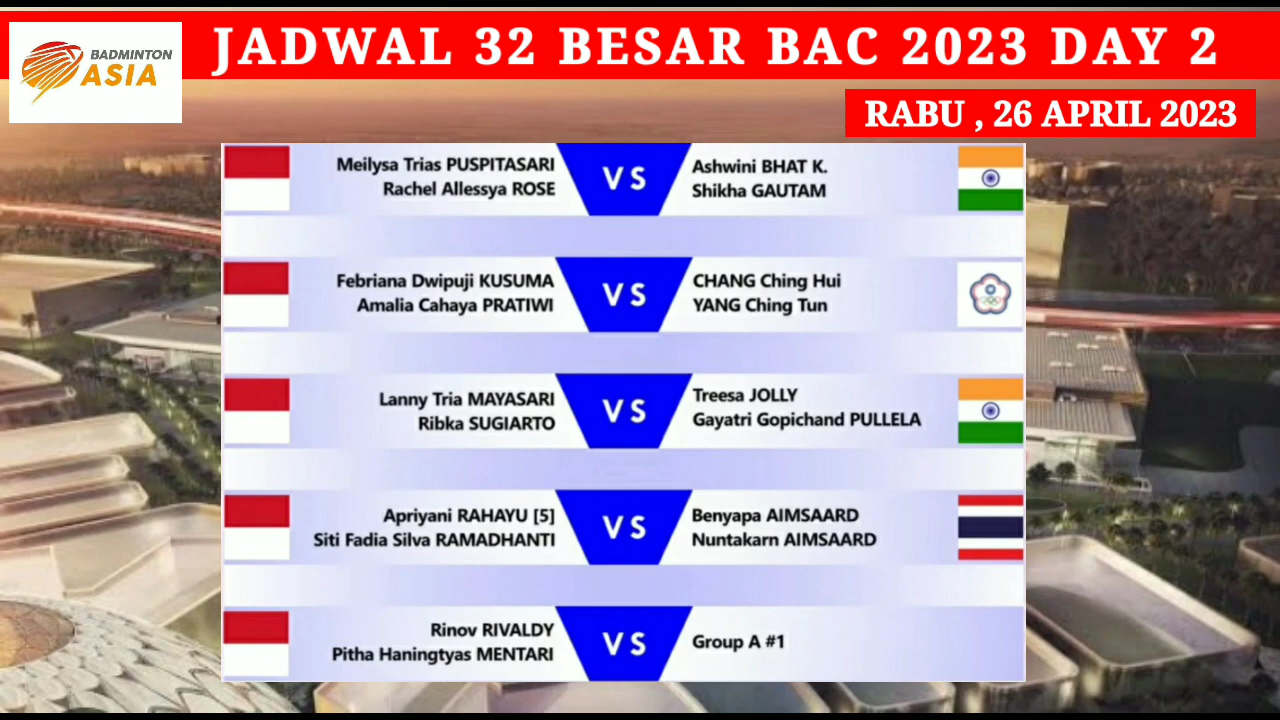 JADWAL 32 BESAR BAC 2023 DAY 2
BADMINTON
ASIA
RABU , 26 APRIL 2023
Meilysa Trias PUSPITASARI
Rachel Allessya ROSE
VS
Ashwini BHAT K.
Shikha GAUTAM
Febriana Dwipuji KUSUMA
Amalia Cahaya PRATIWI
VS
CHANG Ching Hui
YANG Ching Tun
Lanny Tria MAYASARI
Ribka SUGIARTO
VS
Treesa JOLLY
Gayatri Gopichand PULLELA
Apriyani RAHAYU [5]
Siti Fadia Silva RAMADHANTI
VS
Benyapa AIMSAARD
Nuntakarn AIMSAARD
Rinov RIVALDY
Pitha Haningtyas MENTARI
VS
Group A #1